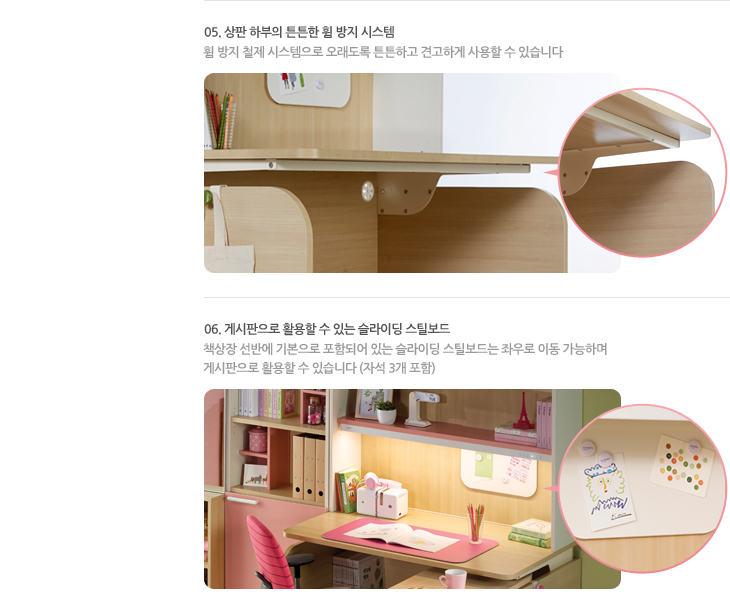 05. 상판 하부의 튼튼한 휨 방지 시스템
휨 방지 철제 시스템으로 오래도록 튼튼하고 견고하게 사용할 수 있습니다
06. 게시판으로 활용할 수 있는 슬라이딩 스틸보드
책상장 선반에 기본으로 포함되어 있는 슬라이딩 스틸보드는 좌우로 이동 가능하며
게시판으로 활용할 수 있습니다 (자석 3개 포함)